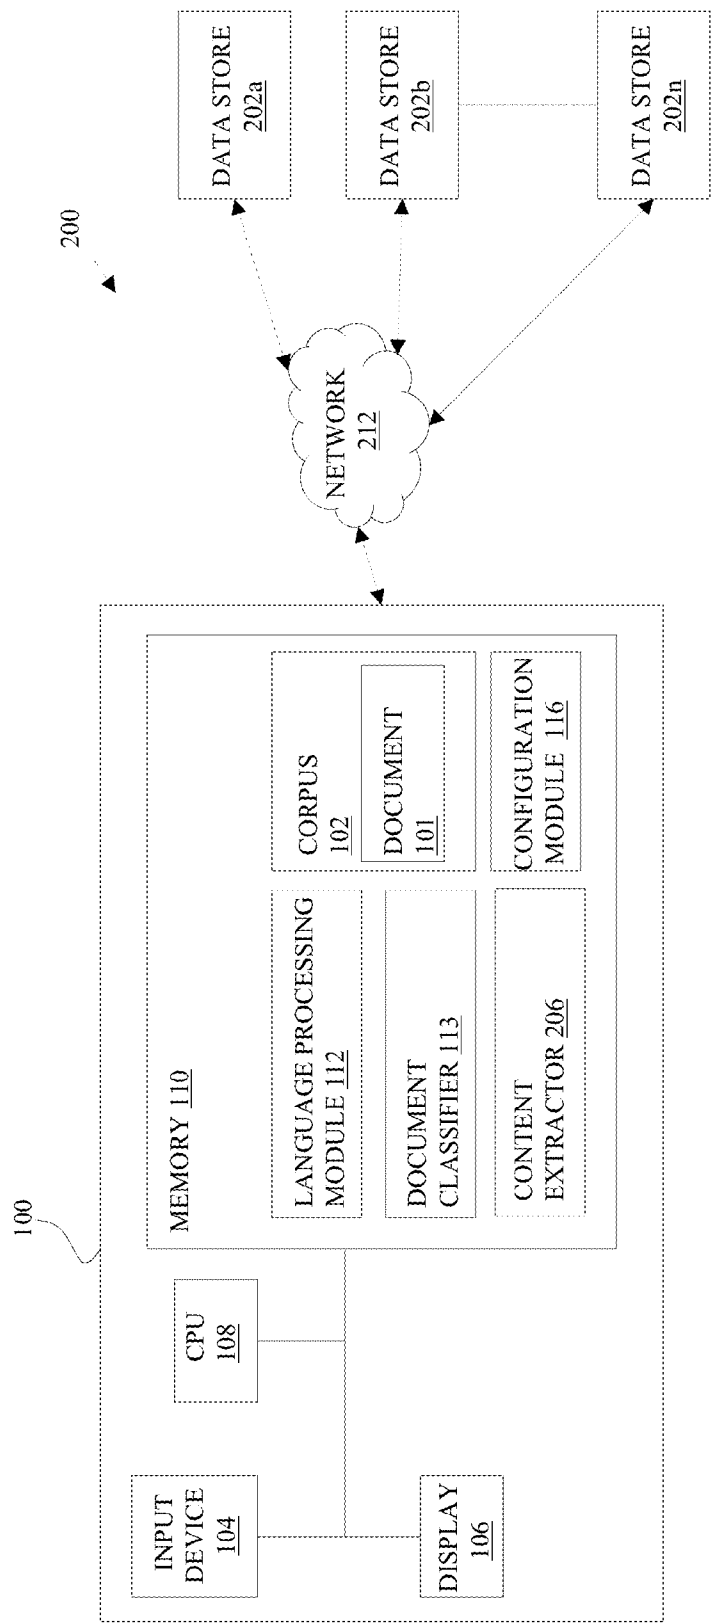 200
100
INPUT
DEVICE
104
CPU
108
DISPLAY
106
MEMORY 110
LANGUAGE PROCESSING
MODULE 112
DOCUMENT
CLASSIFIER 113
CONTENT
EXTRACTOR 206
CORPUS
102
DOCUMENT
101
CONFIGURATION
MODULE 116
NETWORK
212
DATA STORE
202a
DATA STORE
202b
DATA STORE
202n